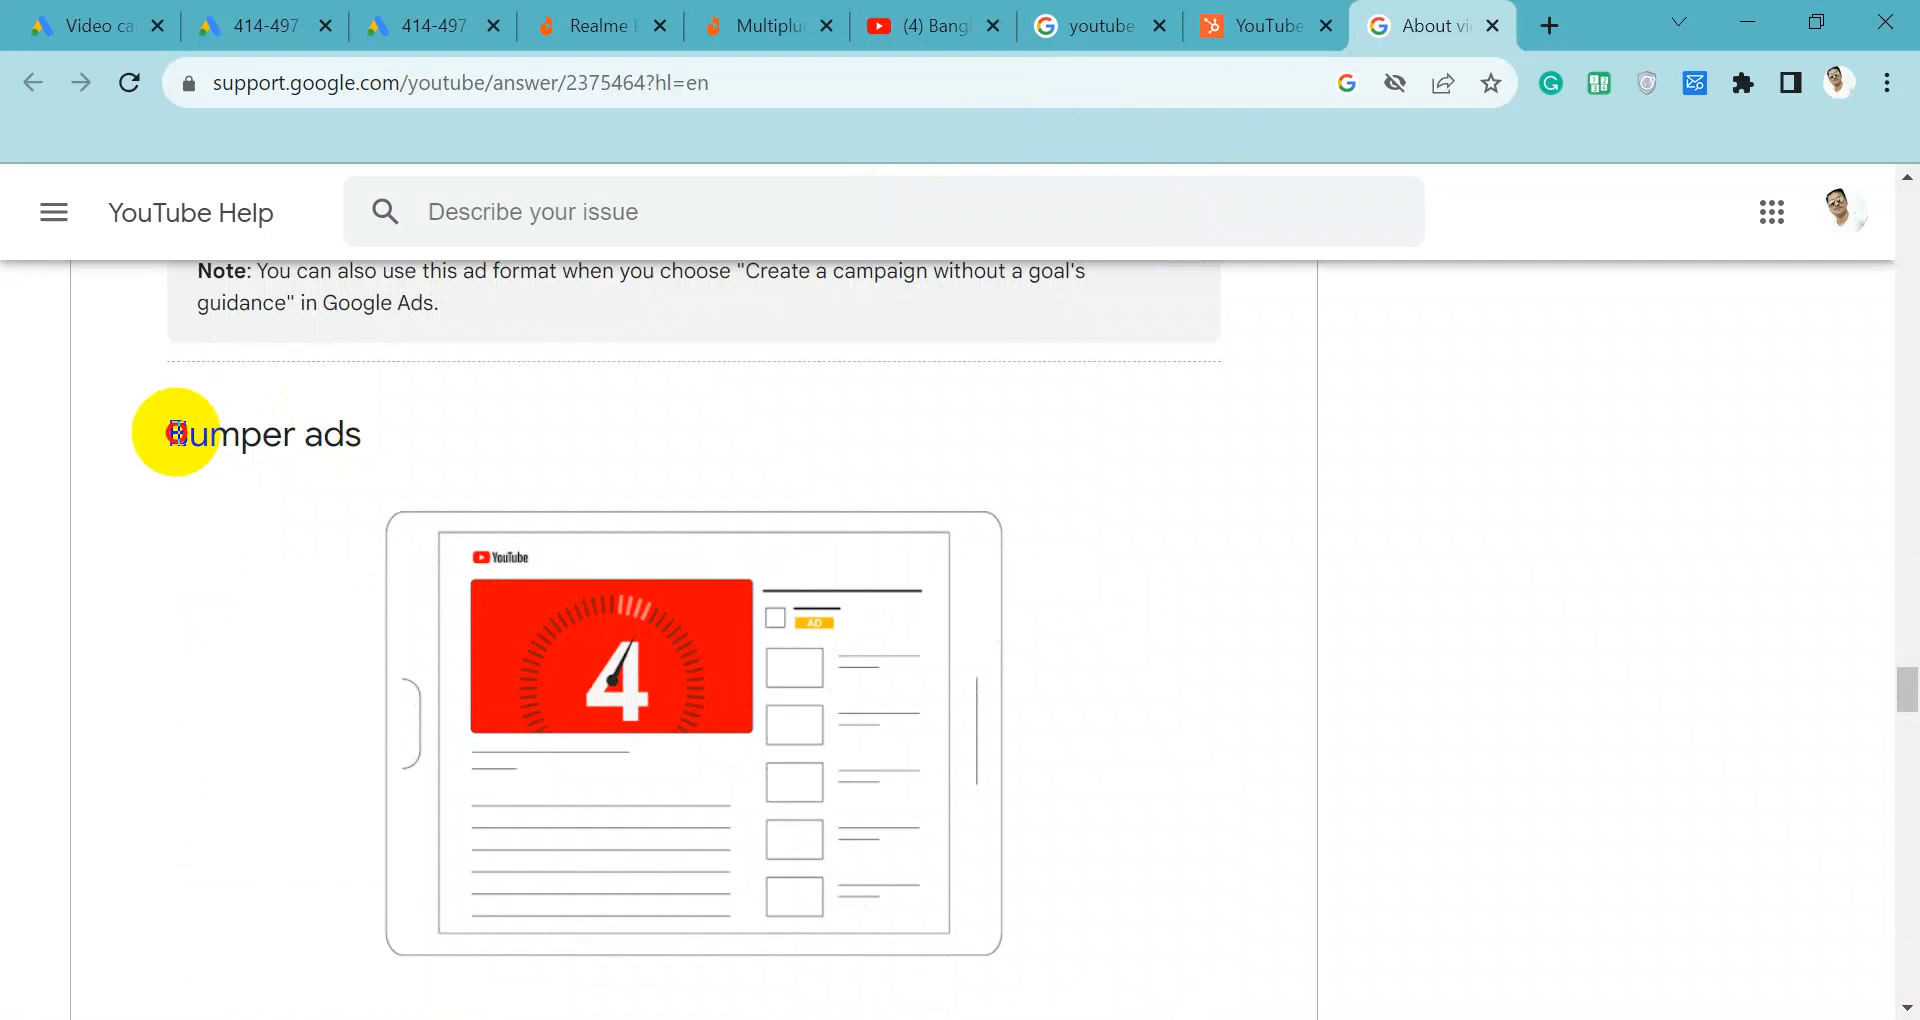 Video ca
414-497-
414-497
Realme
Multiplu
(4) Bang
youtube
YouTube
About vi
support.google.com/youtube/answer/2375464?hl=en
YouTube Help
Describe your issue
Note: You can also use this ad format when you choose "Create a campaign without a goal's
guidance" in Google Ads.
Bumper ads
YouTube
4
AD